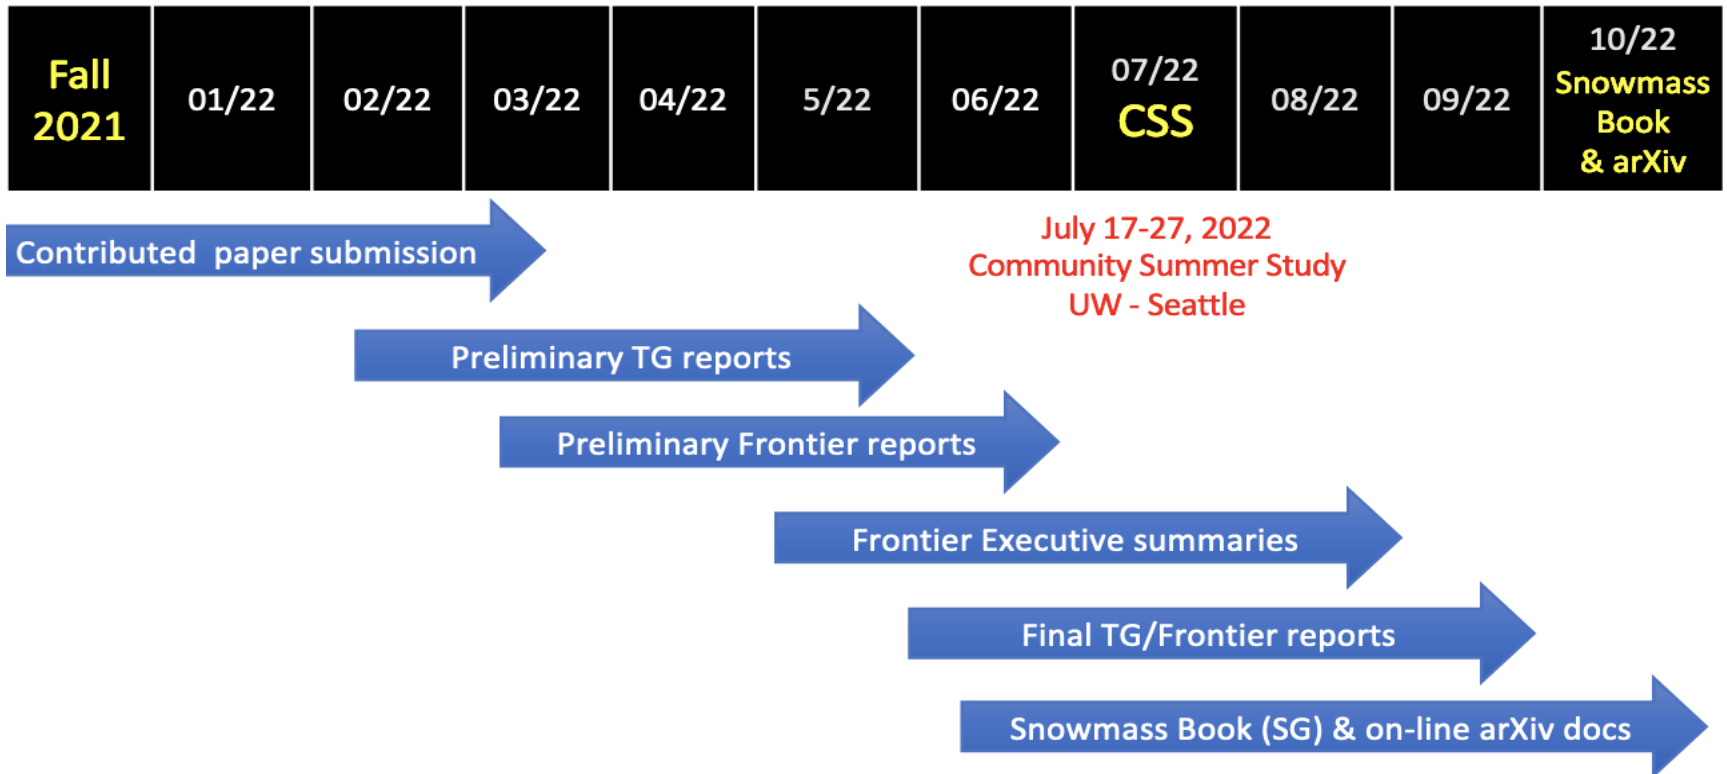 Fall
2021
01/22
02/22
03/22
04/22
5/22
06/22
07/22
CSS
08/22
09/22
10/22
Snowmass
Book
& arXiv
Contributed  paper submission
July 17-27, 2022
Community Summer Study
UW - Seattle
Preliminary TG reports
Preliminary Frontier reports
Frontier Executive summaries
Final TG/Frontier reports
Snowmass Book (SG) & on-line arXiv docs